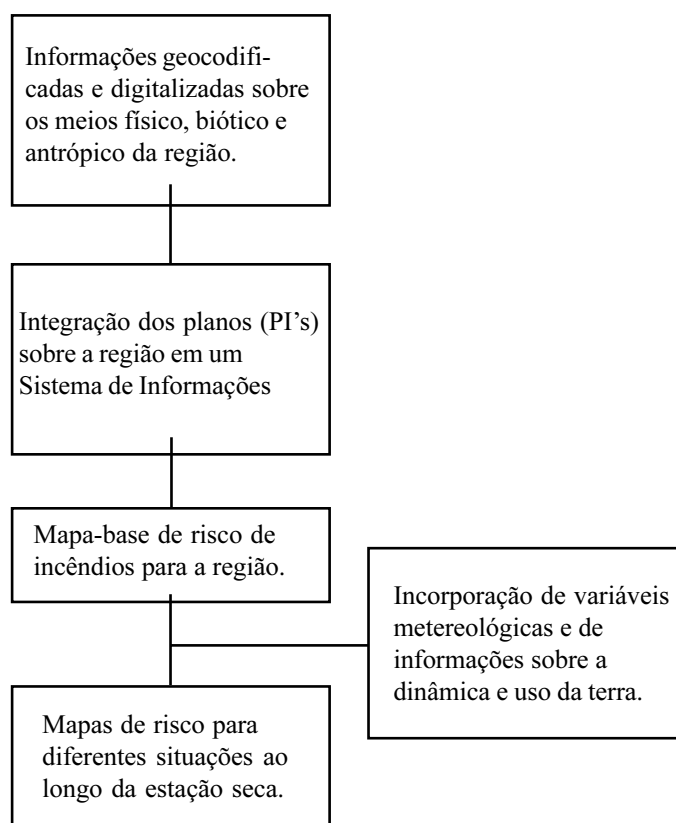 Informações geocodifi-
cadas e digitalizadas sobre
os meios físico, biótico e
antrópico da região.
Integração dos planos (PI’s)
sobre a região em um
Sistema de Informações
Mapa-base de risco de
incêndios para a região.
Incorporação de variáveis
metereológicas e de
informações sobre a
dinâmica e uso da terra.
Mapas de risco para
diferentes situações ao
longo da estação seca.